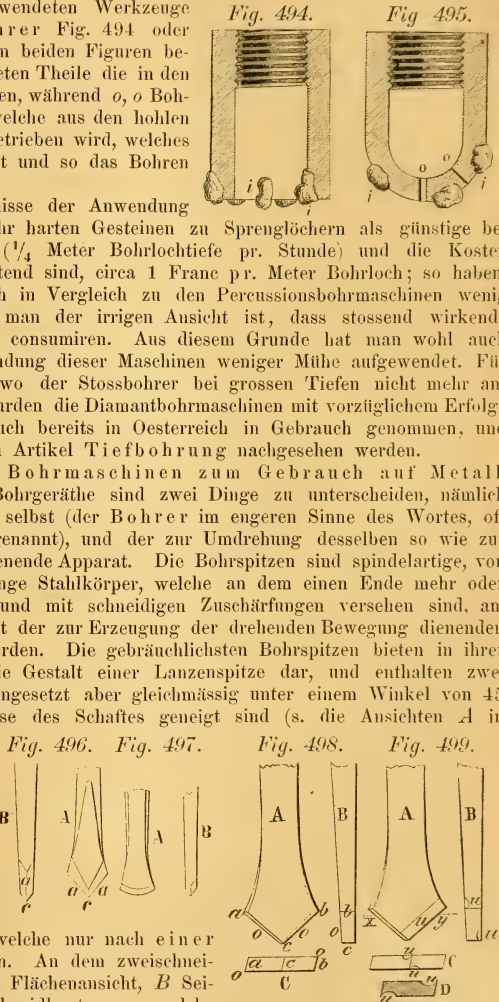 wendeten Werkzeuge
hrer Fig. 494 oder
n beiden Figuren be-
eten Theile die in den
en, während o, o Boh-
velche aus den hohlen
etrieben wird, welches
t und so das Bohren
Fig. 494.
Fig 495.
i
i
o
o
i
i
nisse der Anwendung
hr harten Gesteinen zu Sprenglöchern als günstige be
(1/4 Meter Bohrlochtiefe pr. Stunde) und die Koste
tend sind, circa 1 Franc pr. Meter Bohrloch; so haben
h in Vergleich zu den Percussionsbohrmaschinen weni
man der irrigen Ansicht ist, dass stossend wirkend
consumiren. Aus diesem Grunde hat man wohl auch
ndung dieser Maschinen weniger Mühe aufgewendet. Fü
wo der Stossbohrer bei grossen Tiefen nicht mehr an
urden die Diamantbohrmaschinen mit vorzüglichem Erfolg
uch bereits in Oesterreich in Gebrauch genommen, und
n Artikel Tiefbohrung nachgesehen werden.
Bohrmaschinen zum Gebrauch auf Metall
Bohrgeräthe sind zwei Dinge zu unterscheiden, nämlich
selbst (der Bohrer im engeren Sinne des Wortes, of
genannt), und der zur Umdrehung desselben so wie zu
enende Apparat. Die Bohrspitzen sind spindelartige, vor
nge Stahlkörper, welche an dem einen Ende mehr ode
und mit schneidigen Zuschärfungen versehen sind, an
t der zur Erzeugung der drehenden Bewegung dienenden
rden. Die gebräuchlichsten Bohrspitzen bieten in ihre
ie Gestalt einer Lanzenspitze dar, und enthalten zwe
ngesetzt aber gleichmässig unter einem Winkel von 45
se des Schaftes geneigt sind (s. die Ansichten A in
Fig. 496. Fig. 497. Fig. 498. Fig. 499.
B A A B A B A B
a c a c a o c o b o b c x u y u u
a c b o o C
u u C
u u D
welche nur nach einer
n. An dem zweischnei-
Flächenansicht, B Sei-